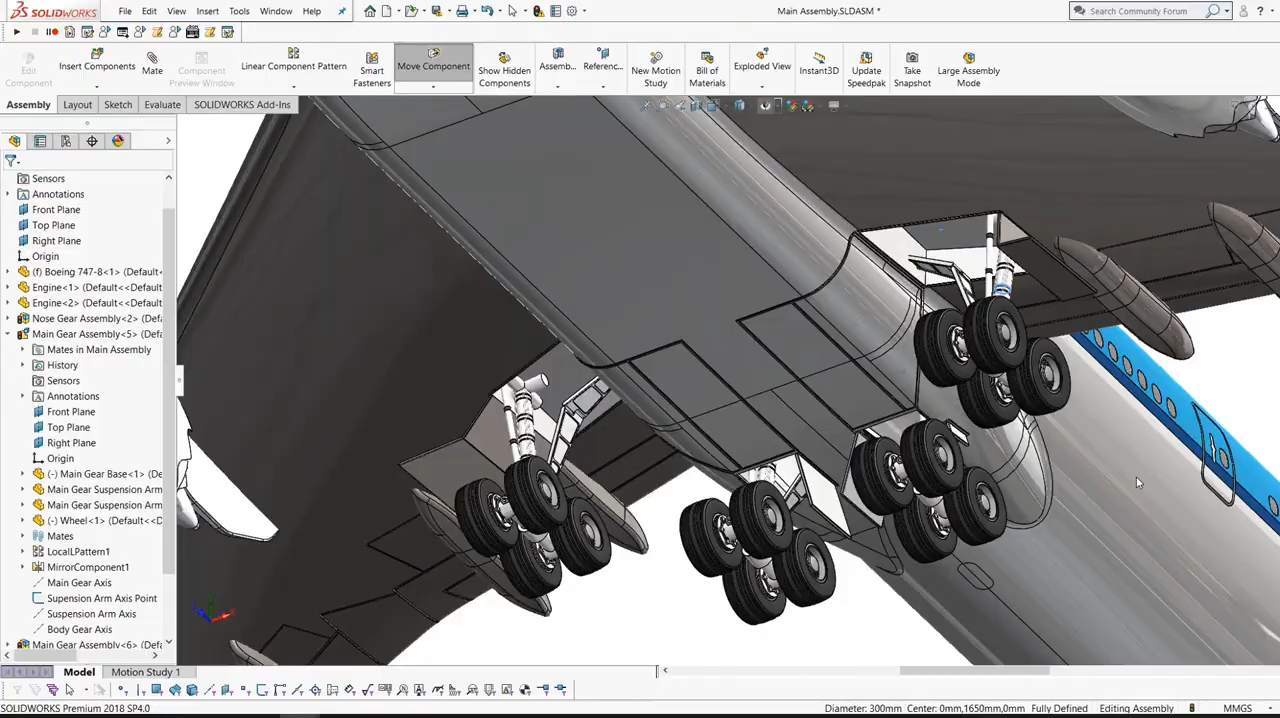 SOLIDWORKS
File Edit View Insert Tools Window Help
Main Assembly.SLDASM *
Search Community Forum
?
Edit Component
Insert Components
Mate
Component Preview Window
Linear Component Pattern
Smart Fasteners
Move Component
Show Hidden Components
Assemb...
Referenc...
New Motion Study
Bill of Materials
Exploded View
Instant3D
Update Speedpak
Take Snapshot
Large Assembly Mode
Assembly Layout Sketch Evaluate SOLIDWORKS Add-Ins
Sensors
Annotations
Front Plane
Top Plane
Right Plane
Origin
(f) Boeing 747-8<1> (Default<
Engine<1> (Default<<Default
Engine<2> (Default<<Default
Nose Gear Assembly<2> (Defa
Main Gear Assembly<5> (Defa
Mates in Main Assembly
History
Sensors
Annotations
Front Plane
Top Plane
Right Plane
Origin
(-) Main Gear Base<1> (De
Main Gear Suspension Arm
Main Gear Suspension Arm
(-) Wheel<1> (Default<<D
Mates
LocalLPattern1
MirrorComponent1
Main Gear Axis
Supension Arm Axis Point
Suspension Arm Axis
Body Gear Axis
Main Gear Assembly<6> (Defa
Model Motion Study 1
SOLIDWORKS Premium 2018 SP4.0
Diameter: 300mm Center: 0mm,1650mm,0mm Fully Defined Editing Assembly MMGS